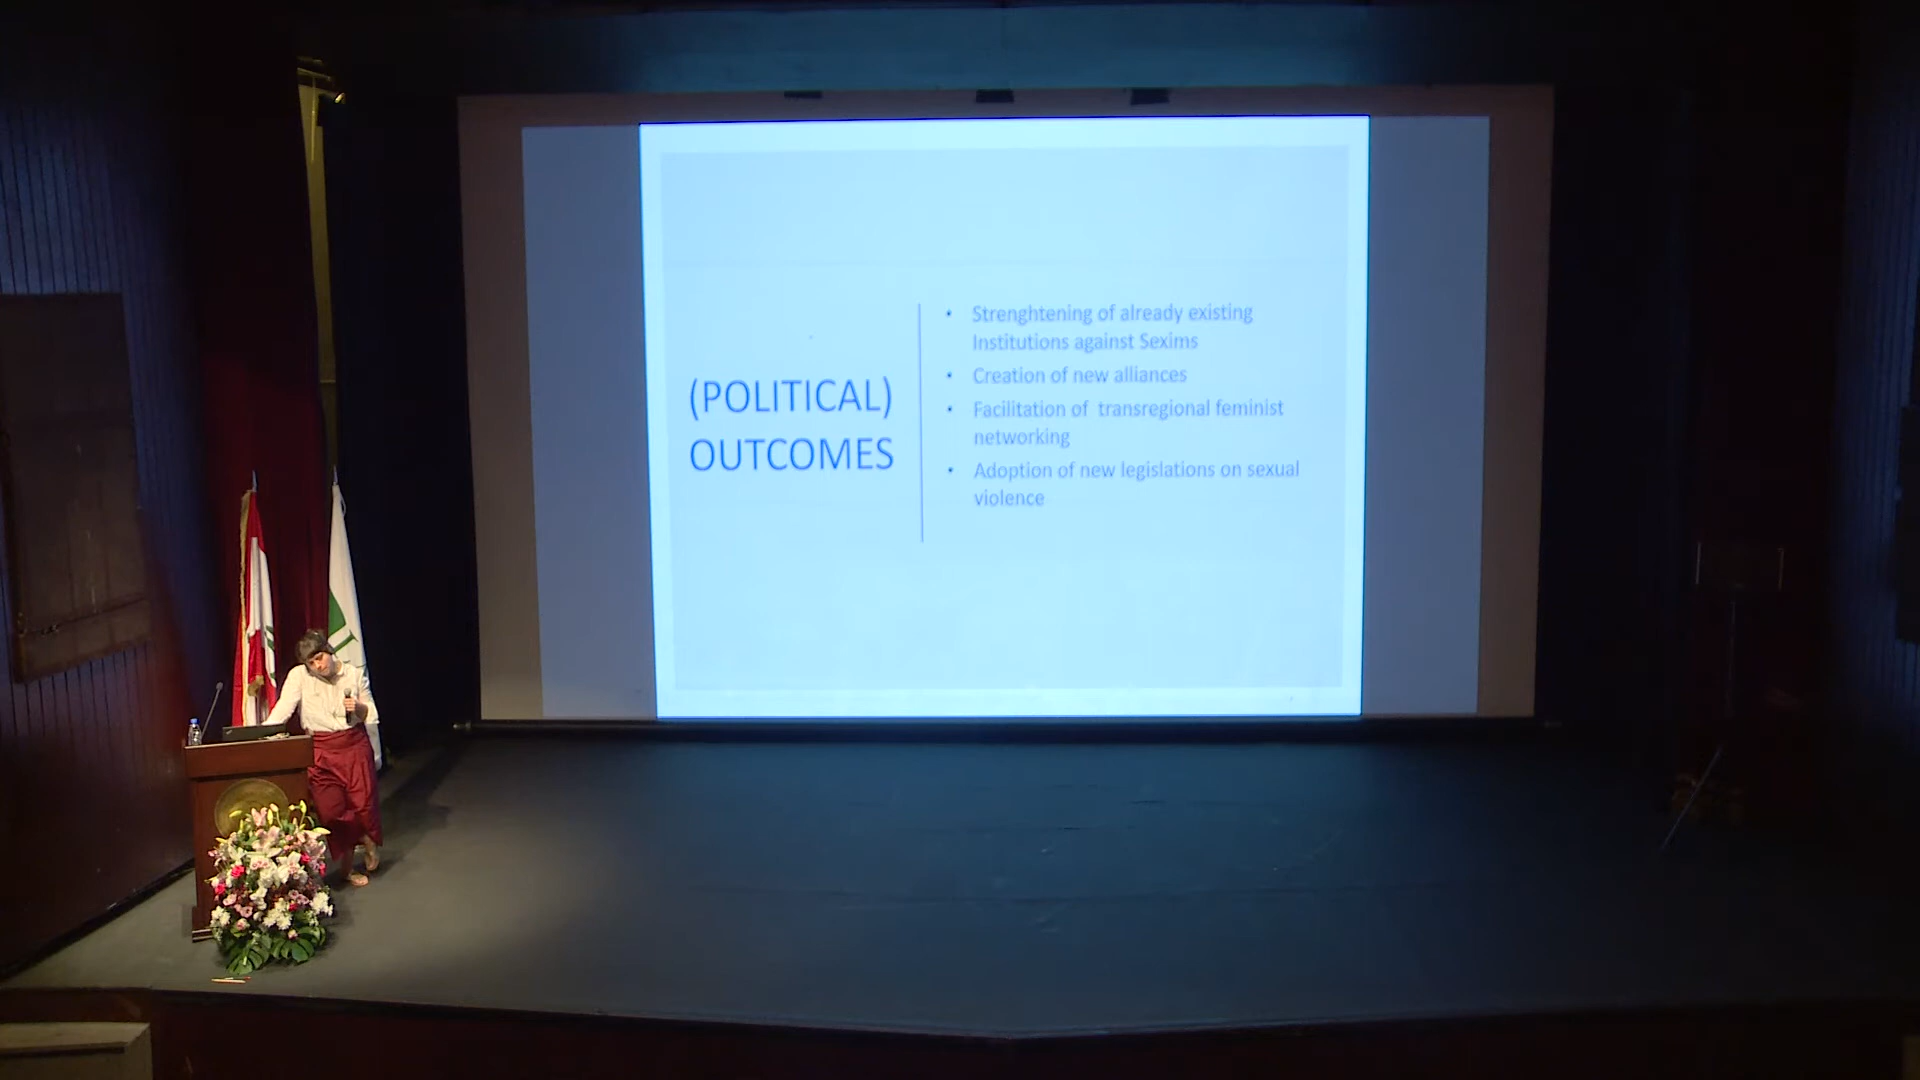 (POLITICAL)
OUTCOMES
• Strenghtening of already existing
Institutions against Sexims
• Creation of new alliances
• Facilitation of transregional feminist
networking
• Adoption of new legislations on sexual
violence